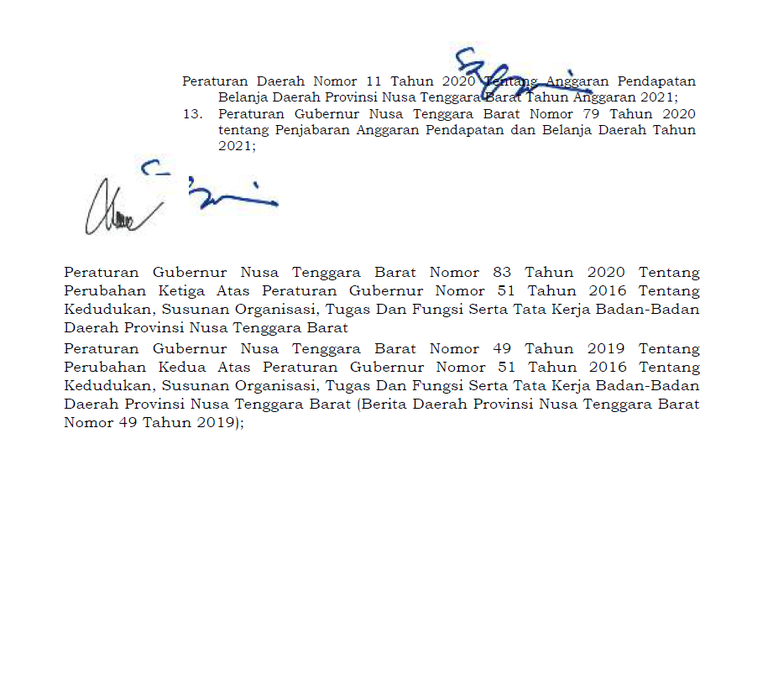 Peraturan Daerah Nomor 11 Tahun 2020 Tentang Anggaran Pendapatan
Belanja Daerah Provinsi Nusa Tenggara Barat Tahun Anggaran 2021;
13. Peraturan Gubernur Nusa Tenggara Barat Nomor 79 Tahun 2020
tentang Penjabaran Anggaran Pendapatan dan Belanja Daerah Tahun
2021;
Peraturan Gubernur Nusa Tenggara Barat Nomor 83 Tahun 2020 Tentang
Perubahan Ketiga Atas Peraturan Gubernur Nomor 51 Tahun 2016 Tentang
Kedudukan, Susunan Organisasi, Tugas Dan Fungsi Serta Tata Kerja Badan-Badan
Daerah Provinsi Nusa Tenggara Barat
Peraturan Gubernur Nusa Tenggara Barat Nomor 49 Tahun 2019 Tentang
Perubahan Kedua Atas Peraturan Gubernur Nomor 51 Tahun 2016 Tentang
Kedudukan, Susunan Organisasi, Tugas Dan Fungsi Serta Tata Kerja Badan-Badan
Daerah Provinsi Nusa Tenggara Barat (Berita Daerah Provinsi Nusa Tenggara Barat
Nomor 49 Tahun 2019);